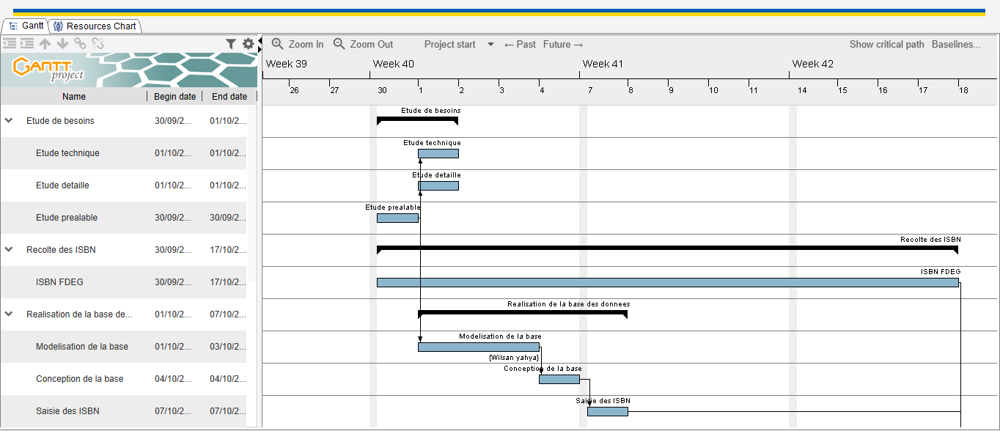 Gantt Resources Chart
Zoom In Zoom Out Project start ← Past Future → Show critical path Baselines...
GANTT
project
Week 39 Week 40 Week 41 Week 42
Name Begin date End date
26 27 30 1 2 3 4 7 8 9 10 11 14 15 16 17 18
Etude de besoins 30/09/2... 01/10/2...
Etude de besoins
Etude technique 01/10/2... 01/10/2...
Etude technique
Etude detaille 01/10/2... 01/10/2...
Etude detaille
Etude prealable 30/09/2... 30/09/2...
Etude prealable
Recolte des ISBN 30/09/2... 17/10/2...
Recolte des ISBN
ISBN FDEG 30/09/2... 17/10/2...
ISBN FDEG
Realisation de la base de... 01/10/2... 07/10/2...
Realisation de la base des donnees
Modelisation de la base 01/10/2... 03/10/2...
Modelisation de la base
{Wilsan yahya}
Conception de la base 04/10/2... 04/10/2...
Conception de la base
Saisie des ISBN 07/10/2... 07/10/2...
Saisie des ISBN